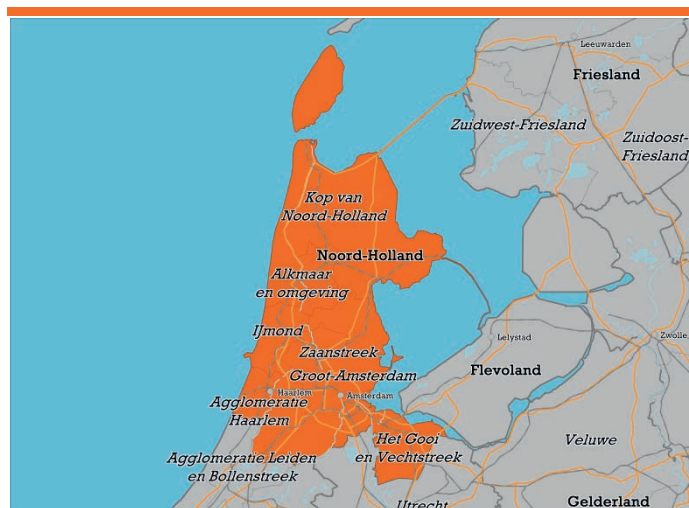 Leeuwarden
Friesland
Zuidwest-Friesland
Zuidoost-
Friesland
Kop van
Noord-Holland
Noord-Holland
Alkmaar
en omgeving
IJmond
Zaanstreek
Lelystad
Zwolle
Groot-Amsterdam
Flevoland
Haarlem
Amsterdam
Agglomeratie
Haarlem
Het Gooi
en Vechtstreek
Veluwe
Agglomeratie Leiden
en Bollenstreek
Utrecht
Gelderland